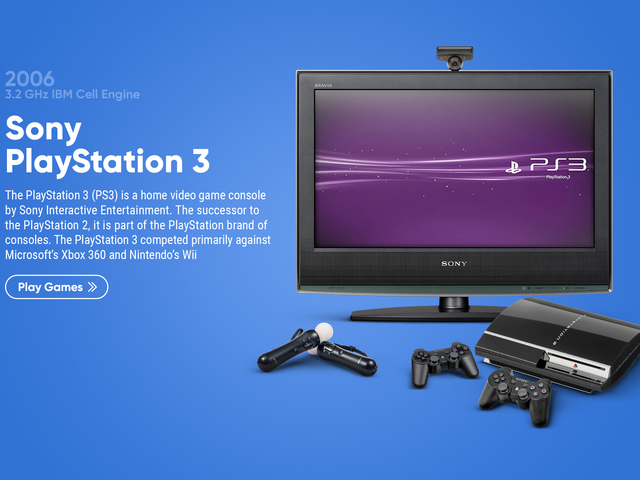 2006
3.2 GHz IBM Cell Engine
Sony
PlayStation 3
The PlayStation 3 (PS3) is a home video game console
by Sony Interactive Entertainment. The successor to
the PlayStation 2, it is part of the PlayStation brand of
consoles. The PlayStation 3 competed primarily against
Microsoft's Xbox 360 and Nintendo's Wii
Play Games
BRAVIA
PS3
PlayStation 3
SONY